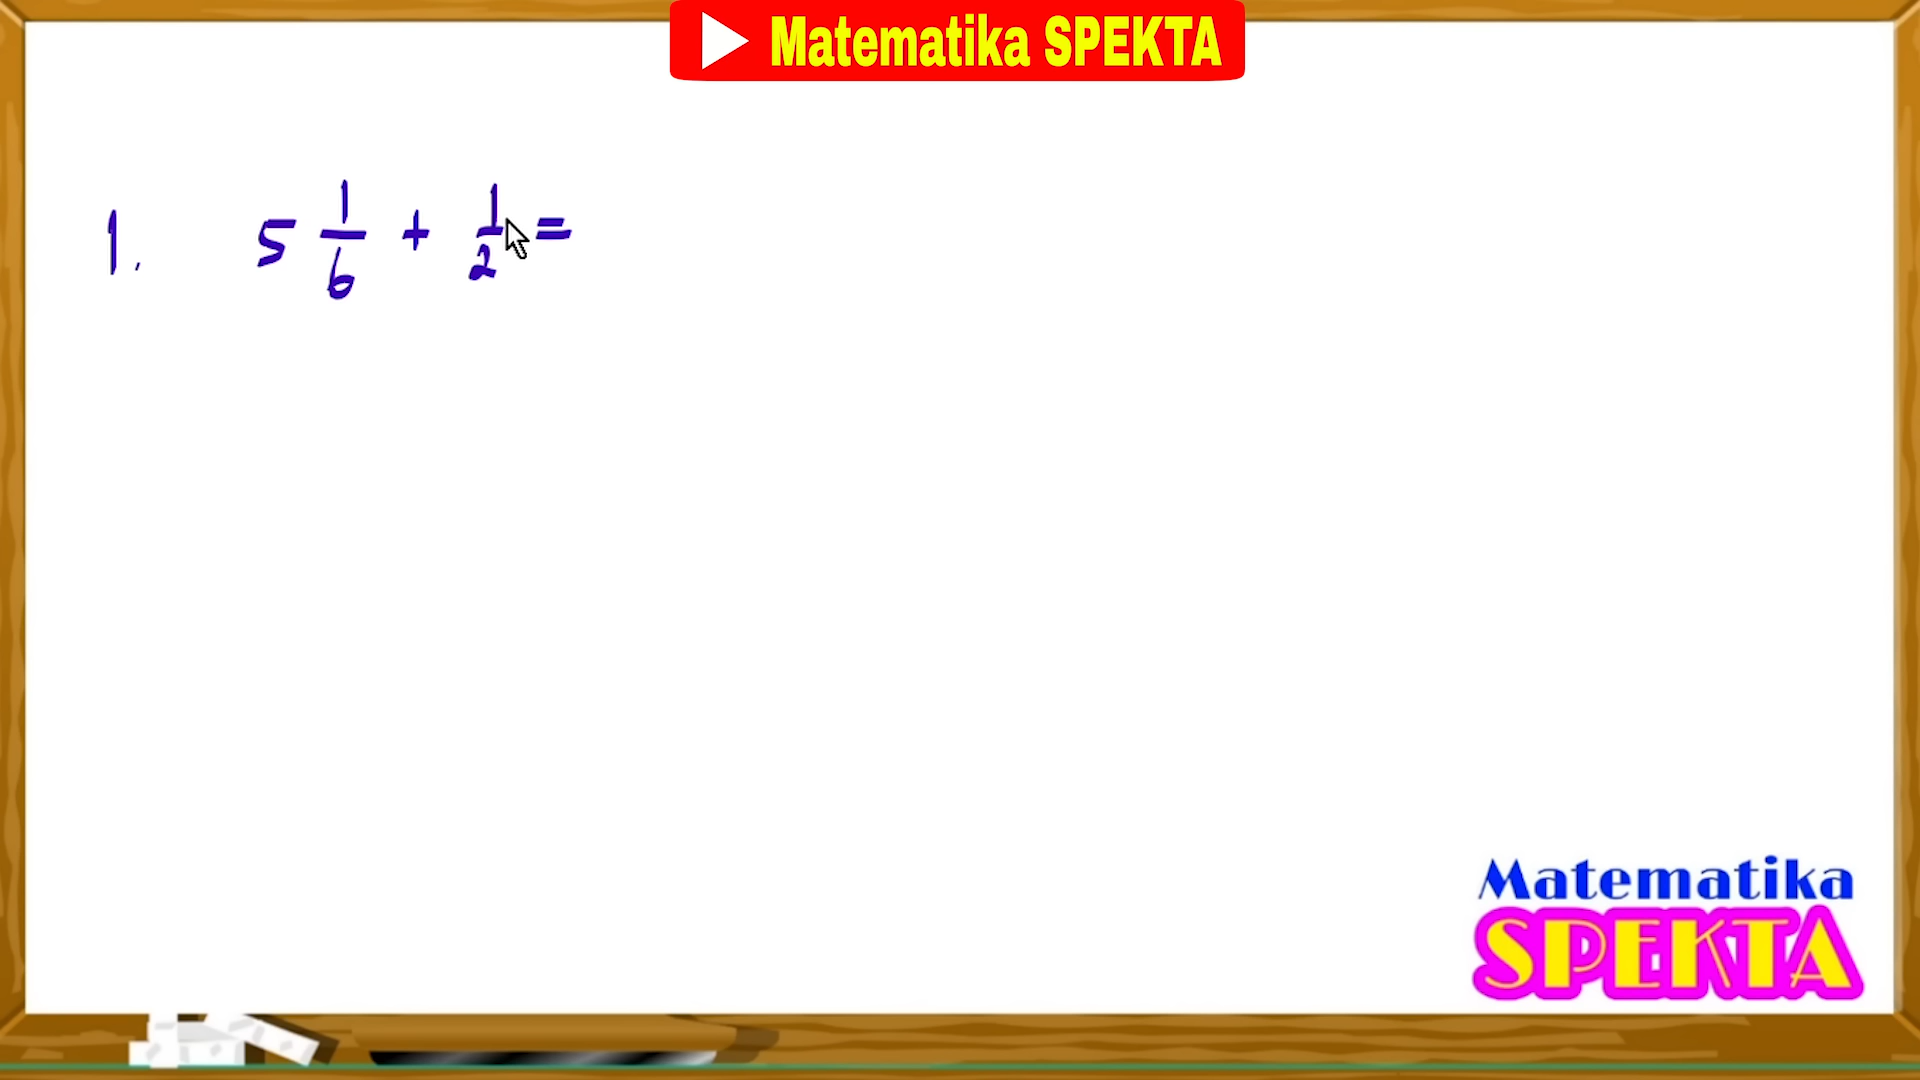 Matematika SPEKTA
1. 5 1/6 + 1/2 =
Matematika
SPEKTA